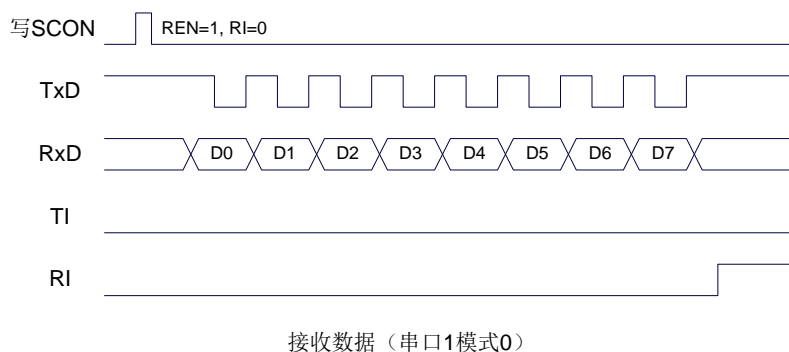 写SCON REN=1, RI=0
TxD
RxD D0 D1 D2 D3 D4 D5 D6 D7
TI
RI
接收数据（串口1模式0）